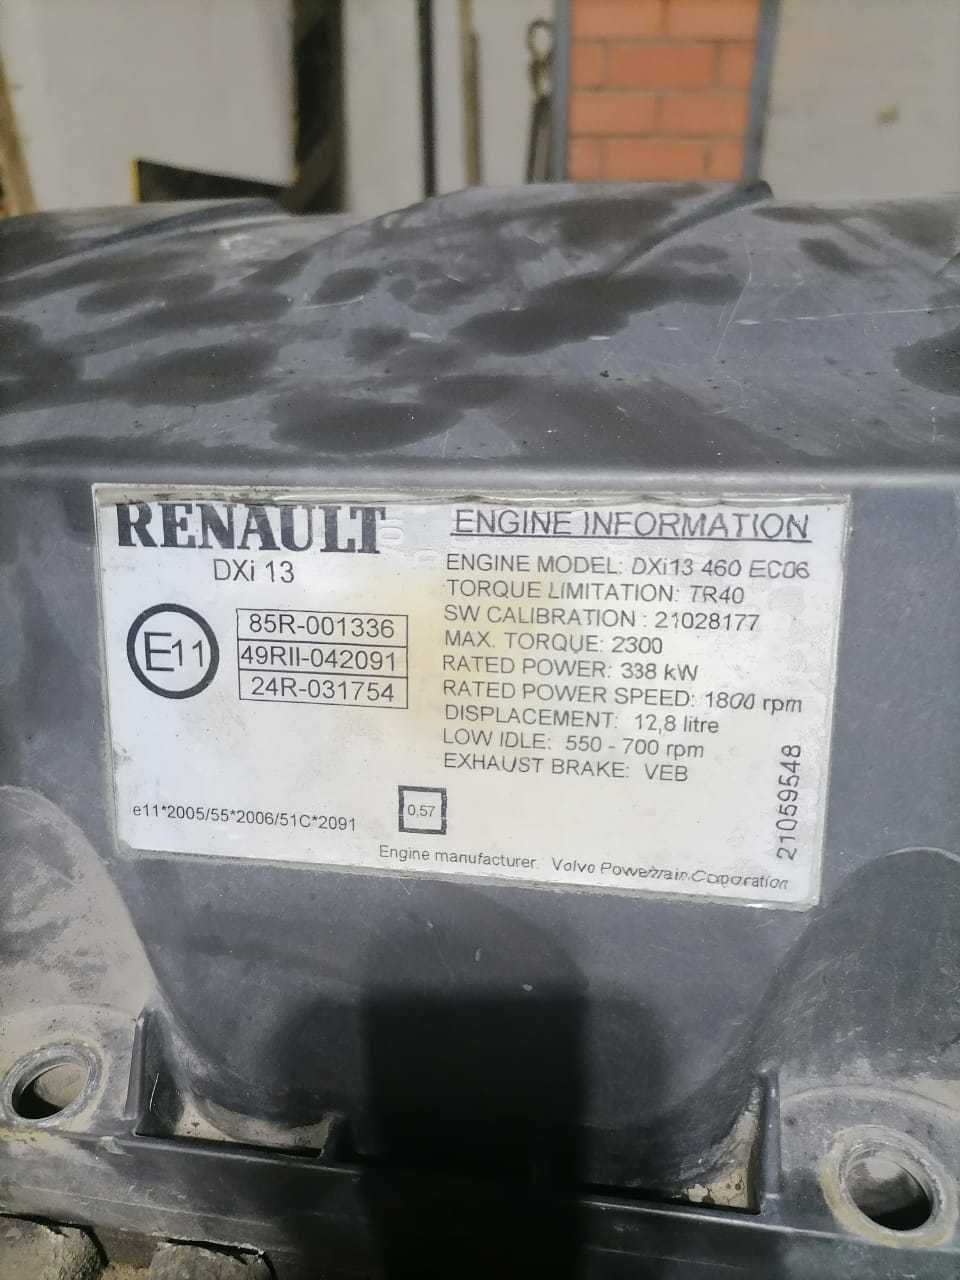 RENAULT
DXi 13
E11
85R-001336
49RII-042091
24R-031754
e11*2005/55*2006/51C*2091
0,57
ENGINE INFORMATION
ENGINE MODEL: DXi13 460 EC06
TORQUE LIMITATION: TR40
SW CALIBRATION : 21028177
MAX. TORQUE: 2300
RATED POWER: 338 kW
RATED POWER SPEED: 1800 rpm
DISPLACEMENT: 12,8 litre
LOW IDLE: 550 - 700 rpm
EXHAUST BRAKE: VEB
21059548
Engine manufacturer. Volvo Powertrain Corporation